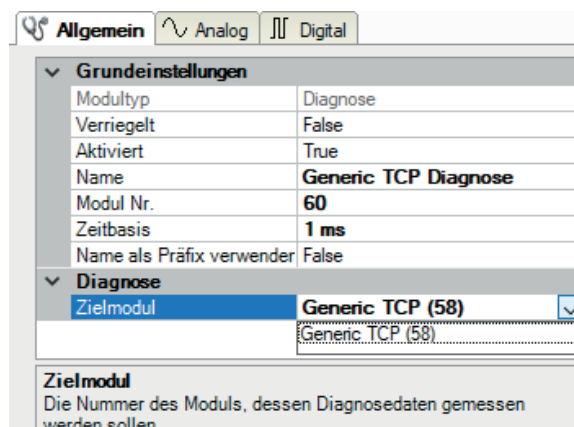 Allgemein Analog Digital
Grundeinstellungen
Modultyp Diagnose
Verriegelt False
Aktiviert True
Name Generic TCP Diagnose
Modul Nr. 60
Zeitbasis 1 ms
Name als Präfix verwender False
Diagnose
Zielmodul Generic TCP (58)
Generic TCP (58)
Zielmodul
Die Nummer des Moduls, dessen Diagnosedaten gemessen
werden sollen